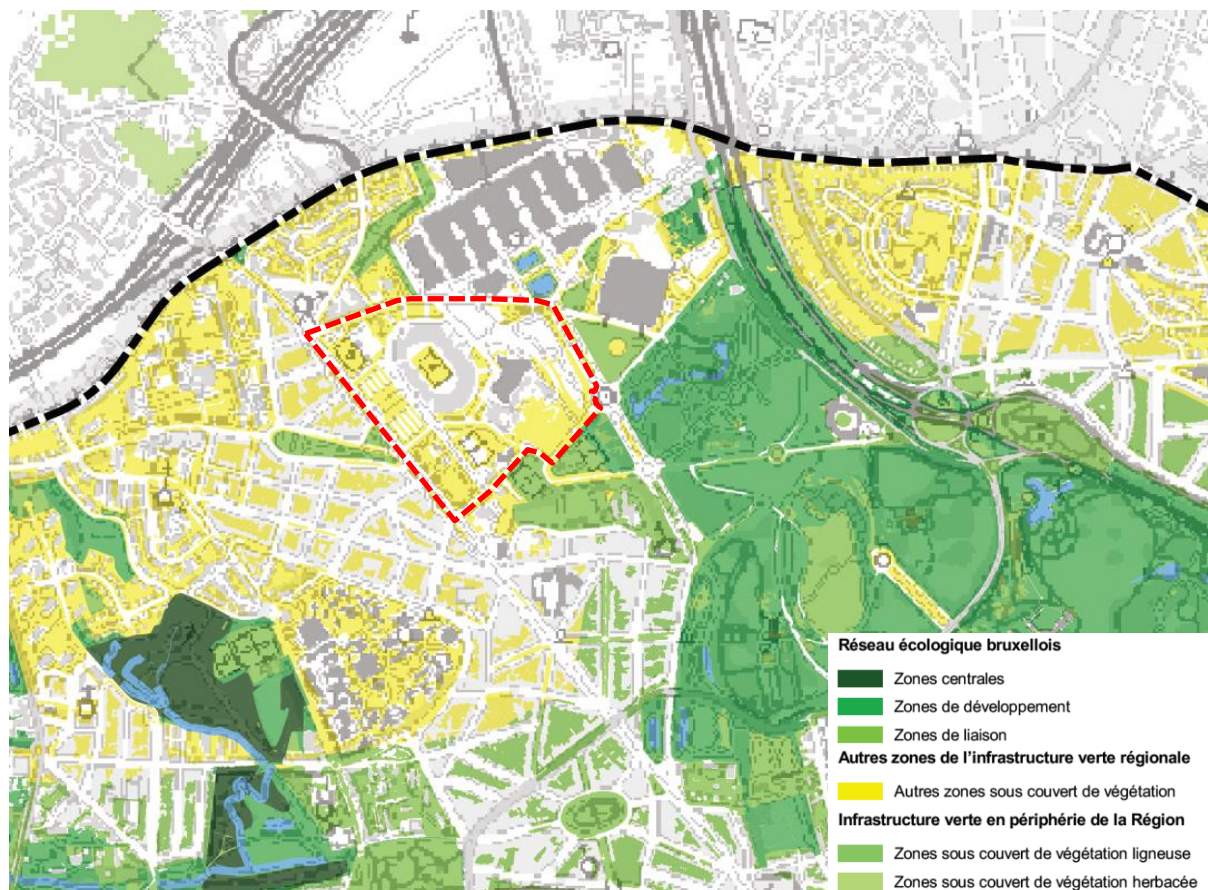 Réseau écologique bruxellois
Zones centrales
Zones de développement
Zones de liaison
Autres zones de l'infrastructure verte régionale
Autres zones sous couvert de végétation
Infrastructure verte en périphérie de la Région
Zones sous couvert de végétation ligneuse
Zones sous couvert de végétation herbacée